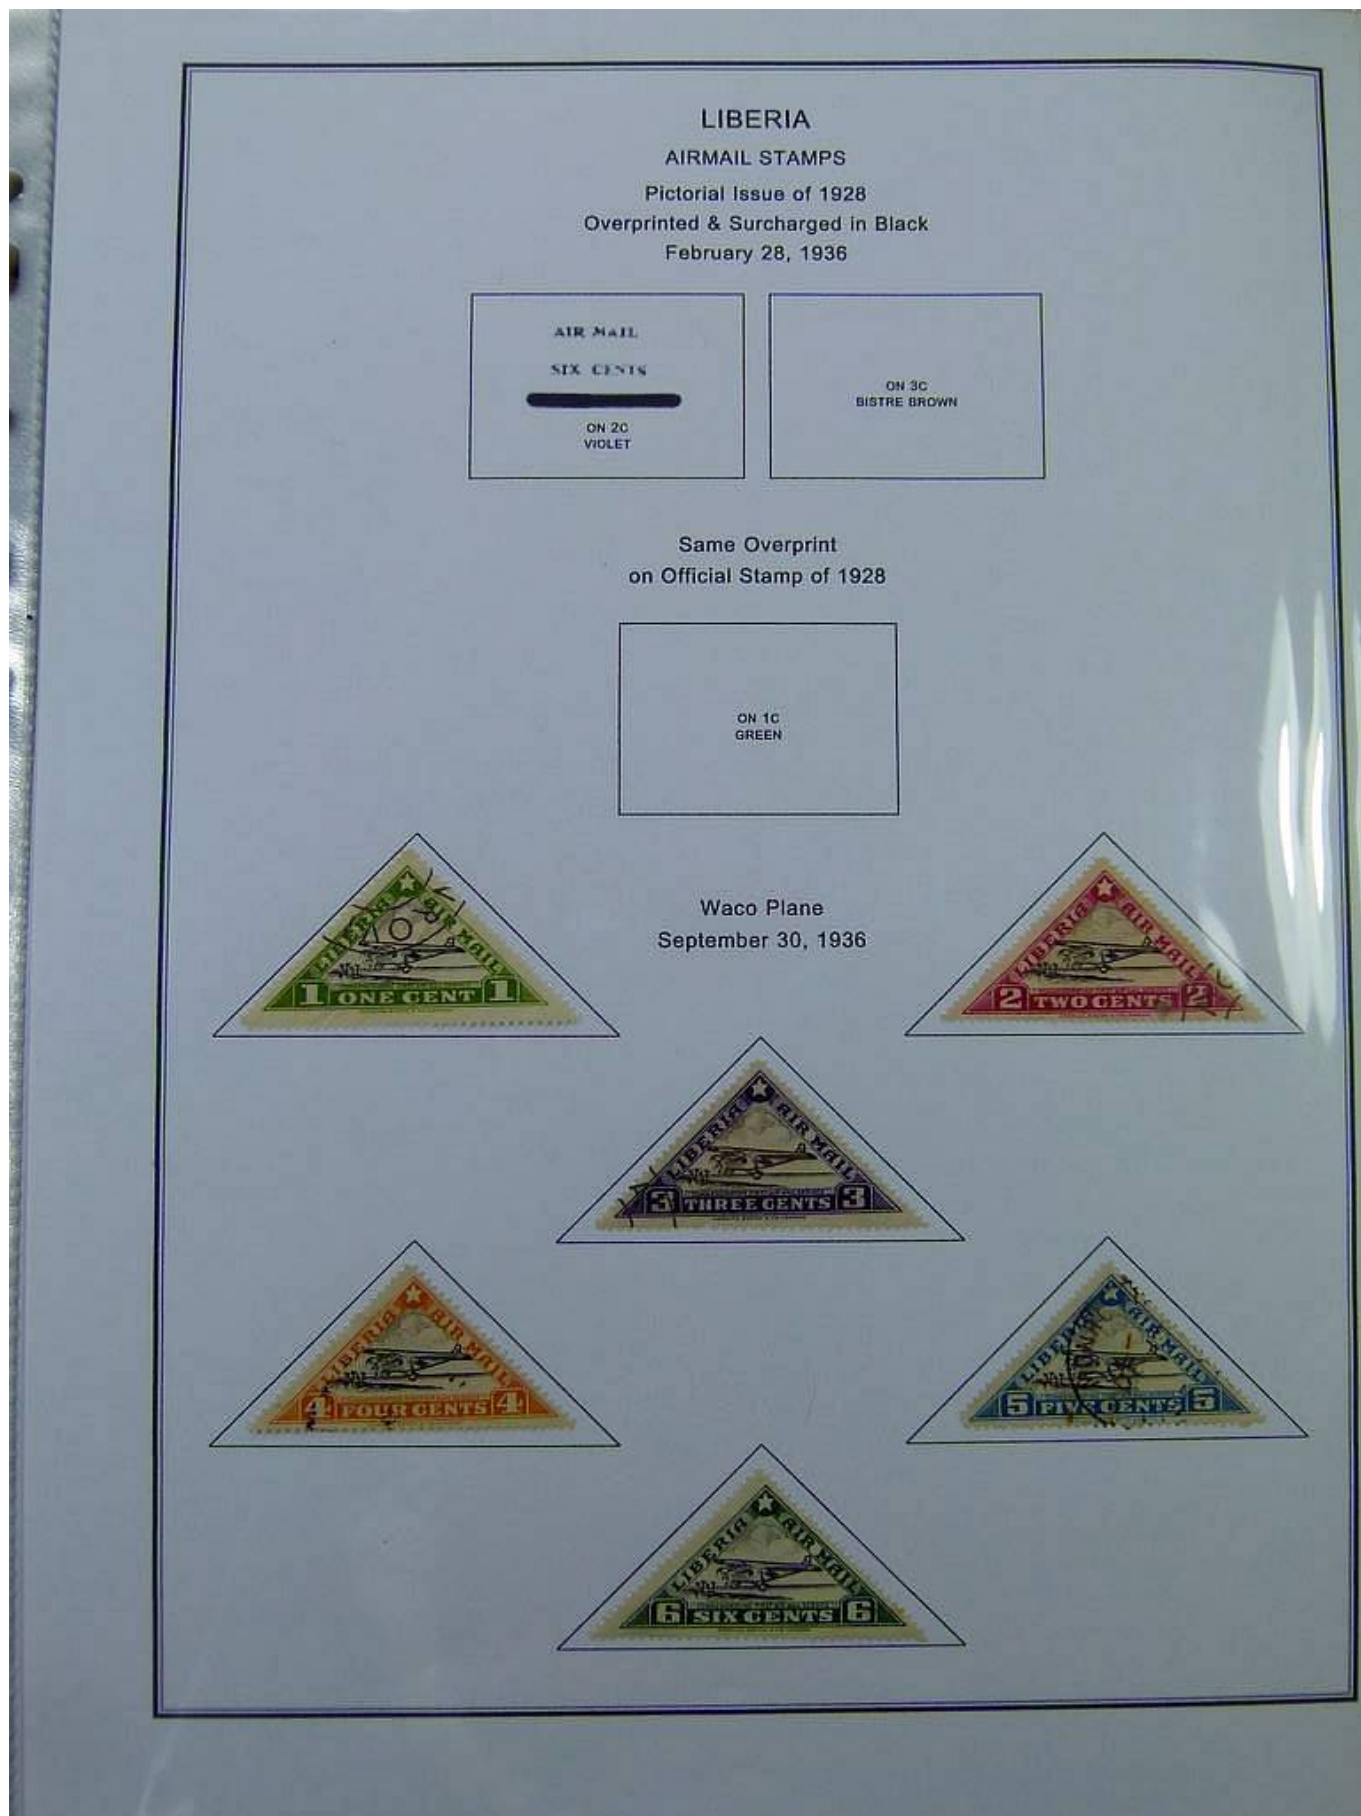 LIBERIA
AIRMAIL STAMPS
Pictorial Issue of 1928
Overprinted & Surcharged in Black
February 28, 1936
AIR MAIL
SIX CENTS
ON 2C
VIOLET
ON 3C
BISTRE BROWN
Same Overprint
on Official Stamp of 1928
ON 1C
GREEN
Waco Plane
September 30, 1936
LIBERIA AIR MAIL
1 ONE CENT 1
LIBERIA AIR MAIL
2 TWO CENTS 2
LIBERIA AIR MAIL
3 THREE CENTS 3
LIBERIA AIR MAIL
4 FOUR CENTS 4
LIBERIA AIR MAIL
5 FIVE CENTS 5
LIBERIA AIR MAIL
6 SIX CENTS 6